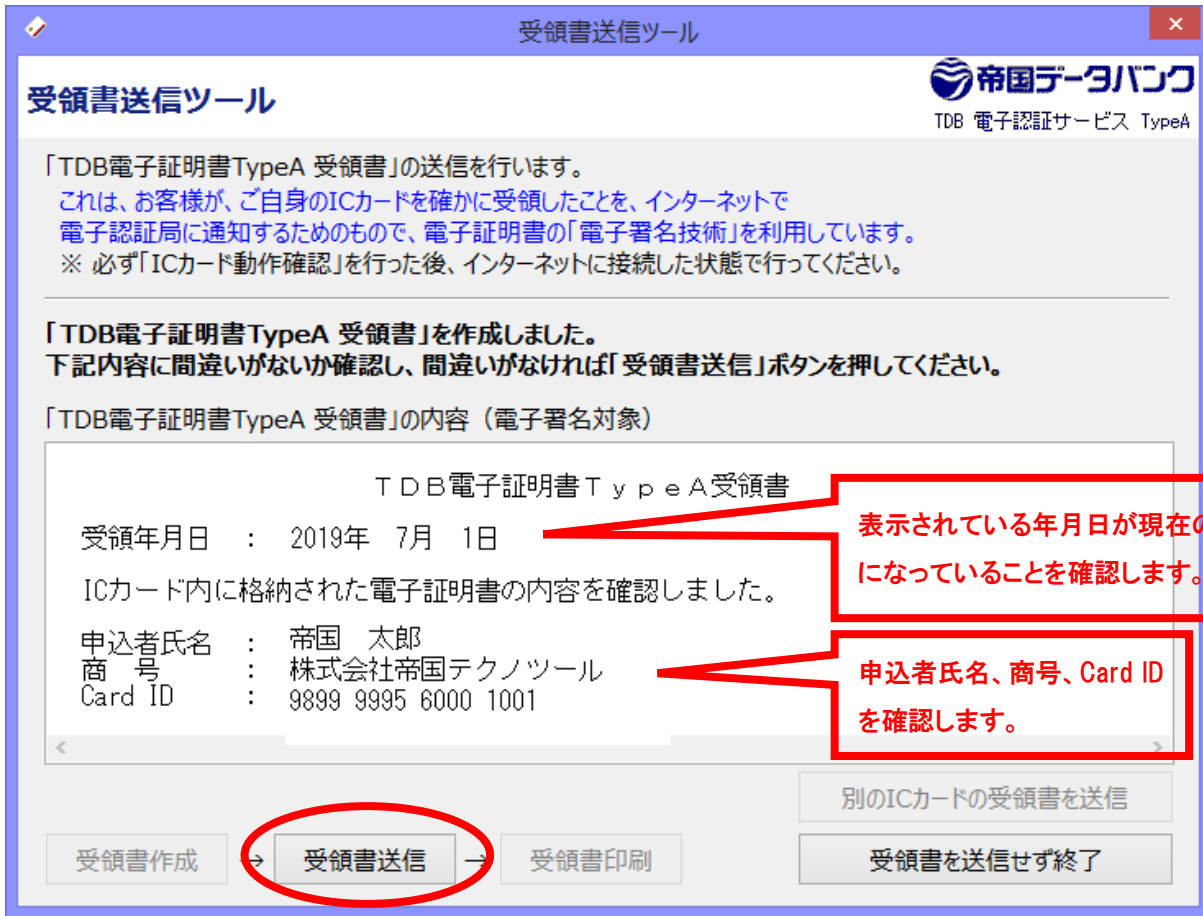 受領書送信ツール
×
受領書送信ツール
帝国データバンク
TDB 電子認証サービス TypeA
「TDB電子証明書TypeA 受領書」の送信を行います。
これは、お客様が、ご自身のICカードを確かに受領したことを、インターネットで
電子認証局に通知するためのもので、電子証明書の「電子署名技術」を利用しています。
※ 必ず「ICカード動作確認」を行った後、インターネットに接続した状態で行ってください。
「TDB電子証明書TypeA 受領書」を作成しました。
下記内容に間違いがないか確認し、間違いがなければ「受領書送信」ボタンを押してください。
「TDB電子証明書TypeA 受領書」の内容（電子署名対象）
ＴＤＢ電子証明書ＴｙｐｅＡ受領書
受領年月日 ： 2019年 7月 1日
表示されている年月日が現在の
になっていることを確認します。
ICカード内に格納された電子証明書の内容を確認しました。
申込者氏名 ： 帝国 太郎
商 号 ： 株式会社帝国テクノツール
Card ID ： 9899 9995 6000 1001
申込者氏名、商号、Card ID
を確認します。
別のICカードの受領書を送信
受領書作成 → 受領書送信 → 受領書印刷
受領書を送信せず終了